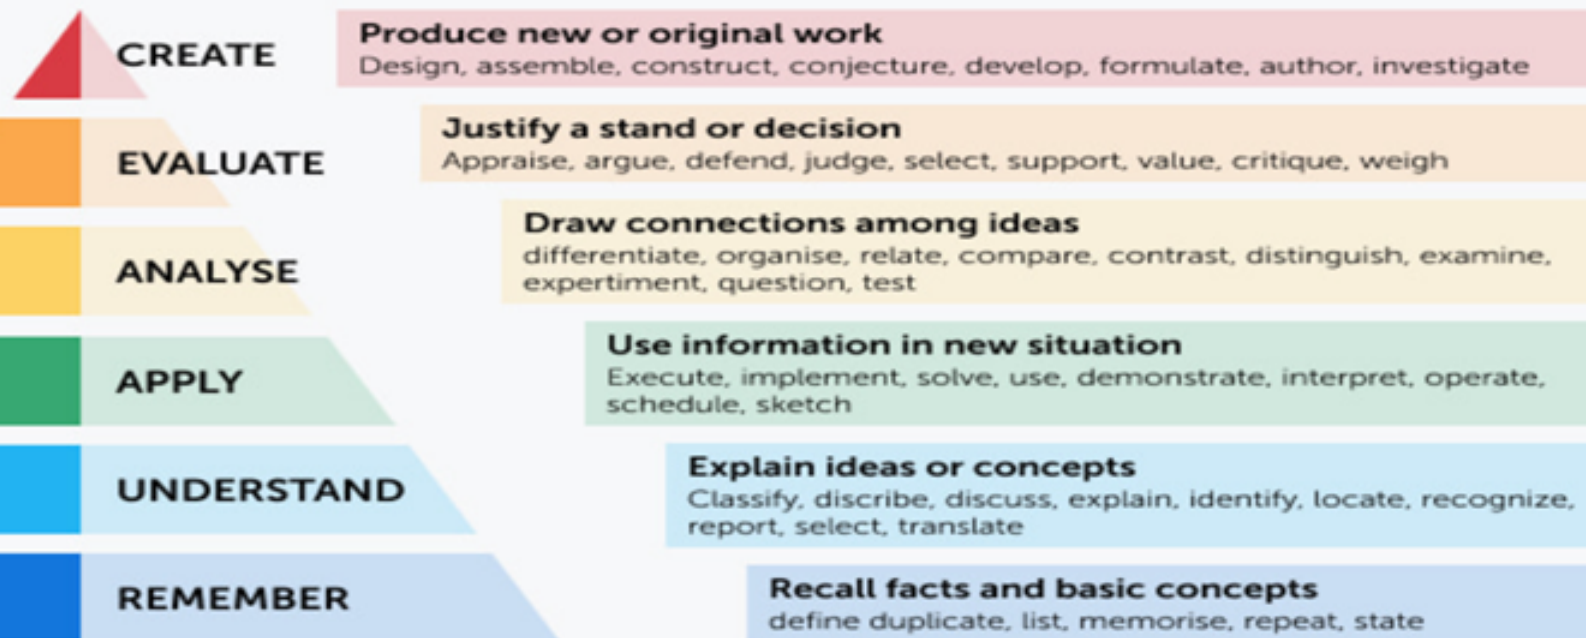 CREATE
Produce new or original work
Design, assemble, construct, conjecture, develop, formulate, author, investigate
EVALUATE
Justify a stand or decision
Appraise, argue, defend, judge, select, support, value, critique, weigh
ANALYSE
Draw connections among ideas
differentiate, organise, relate, compare, contrast, distinguish, examine,
expertiment, question, test
APPLY
Use information in new situation
Execute, implement, solve, use, demonstrate, interpret, operate,
schedule, sketch
UNDERSTAND
Explain ideas or concepts
Classify, discribe, discuss, explain, identify, locate, recognize,
report, select, translate
REMEMBER
Recall facts and basic concepts
define duplicate, list, memorise, repeat, state